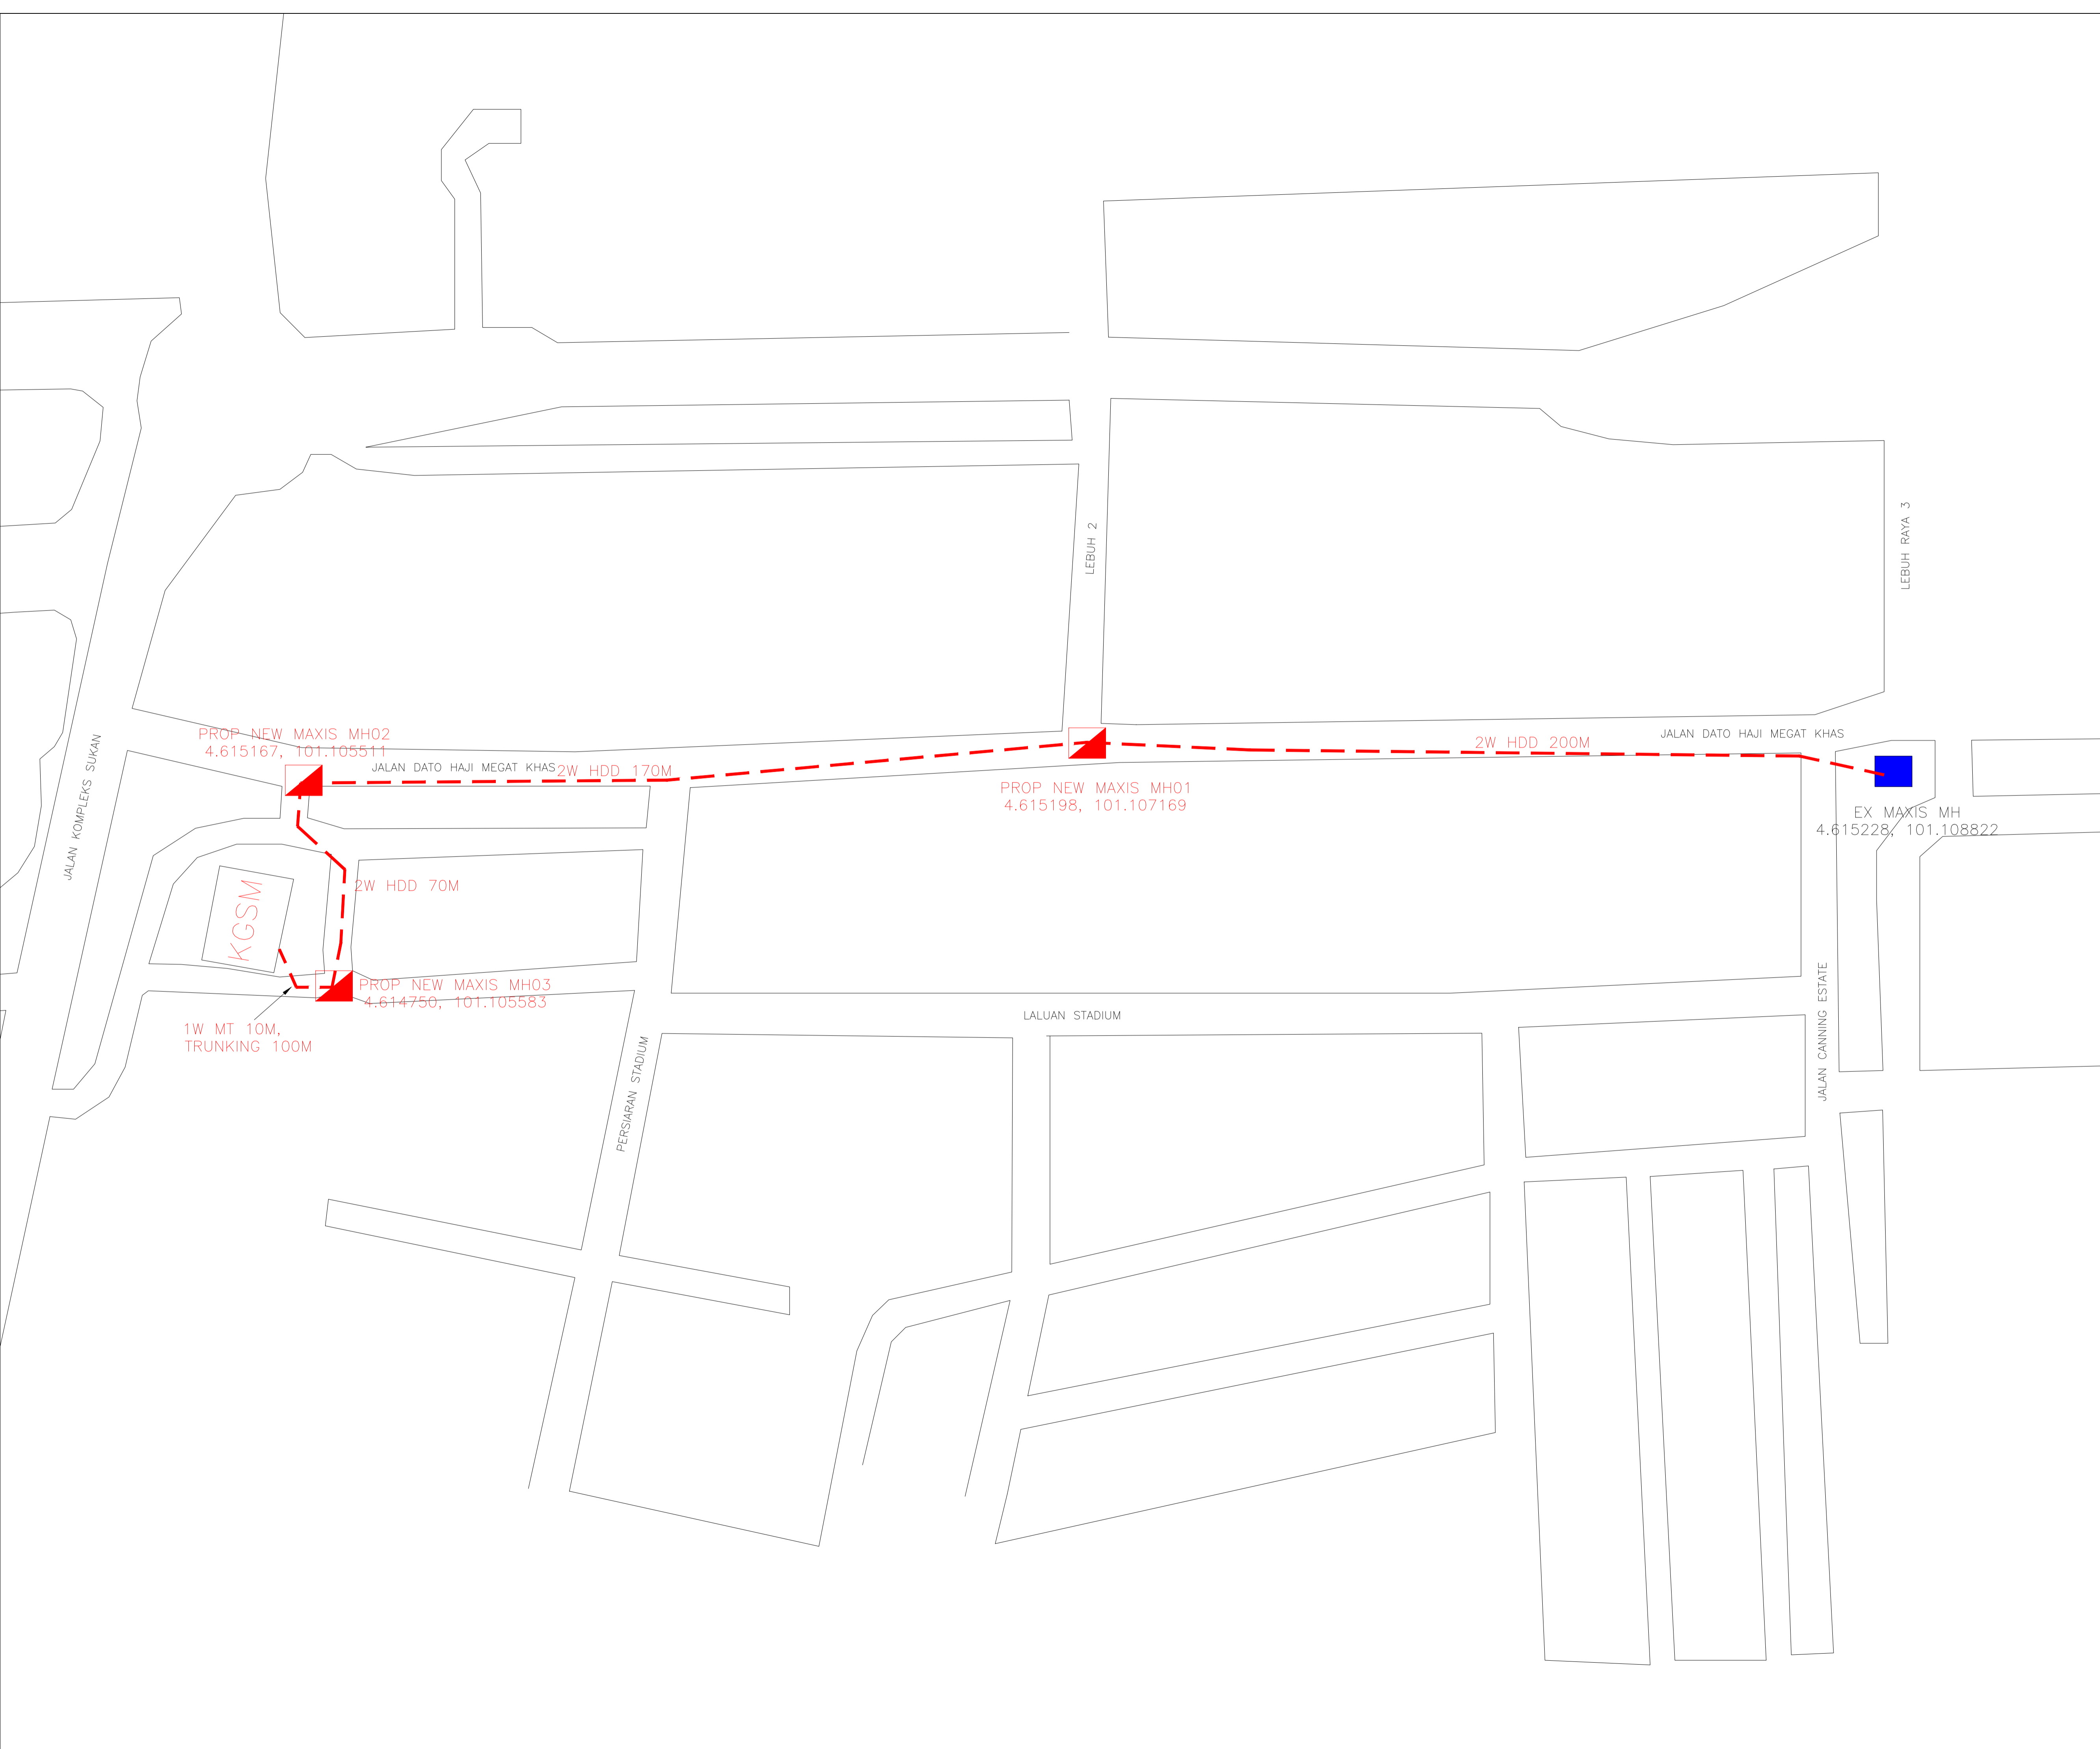 LEBUH 2
LEBUH RAYA 3
PROP NEW MAXIS MH02
4.615167, 101.105511
JALAN DATO HAJI MEGAT KHAS
2W HDD 170M
2W HDD 200M
JALAN DATO HAJI MEGAT KHAS
PROP NEW MAXIS MH01
4.615198, 101.107169
EX MAXIS MH
4.615228, 101.108822
JALAN KOMPLEKS SUKAN
2W HDD 70M
KGSM
PROP NEW MAXIS MH03
4.614750, 101.105583
1W MT 10M,
TRUNKING 100M
LALUAN STADIUM
PERSIARAN STADIUM
JALAN CANING ESTATE